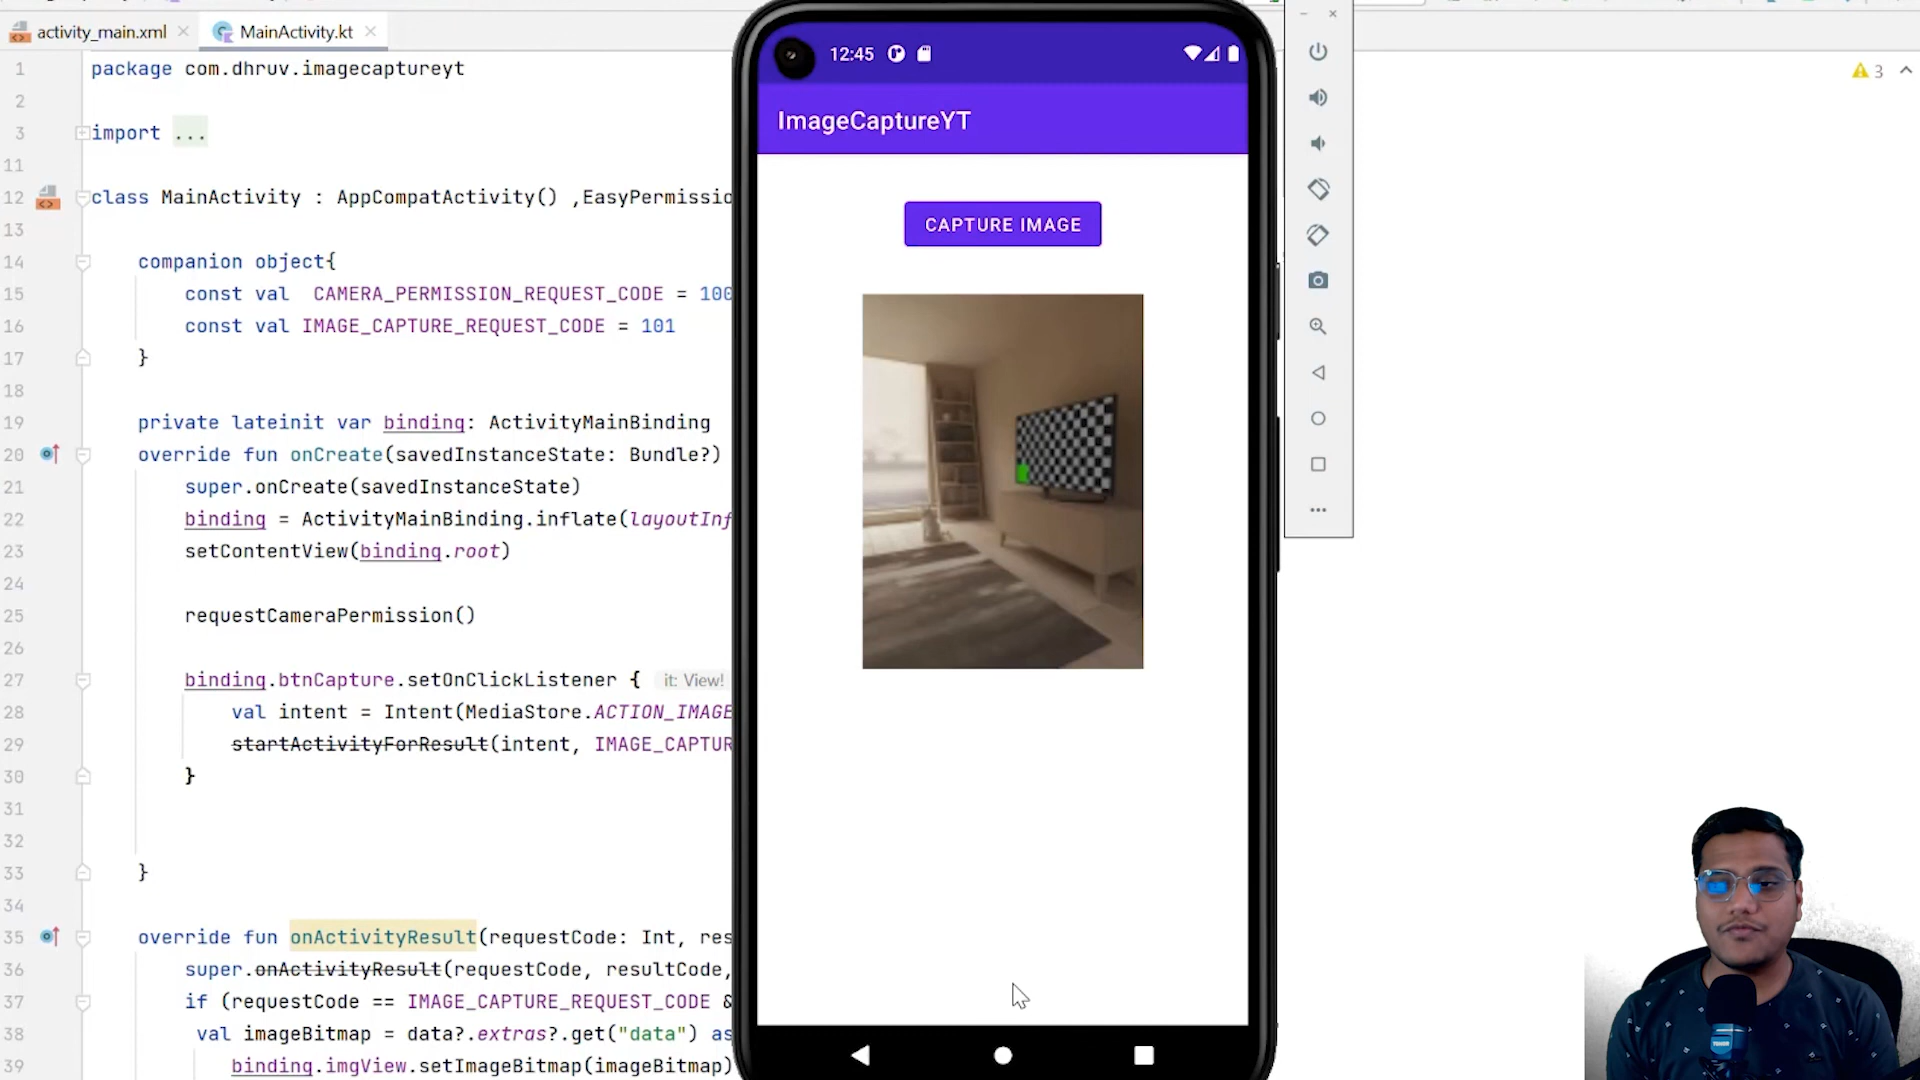 activity_main.xml
MainActivity.kt
1 package com.dhruv.imagecaptureyt
2
3 import ...
11
12 class MainActivity : AppCompatActivity() ,EasyPermissio
13
14 companion object{
15 const val CAMERA_PERMISSION_REQUEST_CODE = 100
16 const val IMAGE_CAPTURE_REQUEST_CODE = 101
17 }
18
19 private lateinit var binding: ActivityMainBinding
20 override fun onCreate(savedInstanceState: Bundle?)
21 super.onCreate(savedInstanceState)
22 binding = ActivityMainBinding.inflate(layoutInf
23 setContentView(binding.root)
24
25 requestCameraPermission()
26
27 binding.btnCapture.setOnClickListener { it: View!
28 val intent = Intent(MediaStore.ACTION_IMAGE
29 startActivityForResult(intent, IMAGE_CAPTUR
30 }
31
32
33 }
34
35 override fun onActivityResult(requestCode: Int, res
36 super.onActivityResult(requestCode, resultCode,
37 if (requestCode == IMAGE_CAPTURE_REQUEST_CODE &
38 val imageBitmap = data?.extras?.get("data") as
39 binding.imgView.setImageBitmap(imageBitmap)
12:45
ImageCaptureYT
CAPTURE IMAGE
3